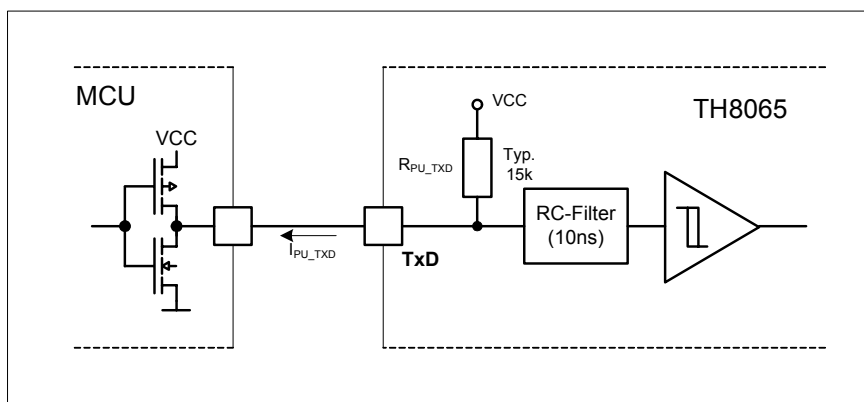 MCU
VCC
I_PU_TXD
TxD
VCC
R_PU_TXD
Typ.
15k
RC-Filter
(10ns)
TH8065